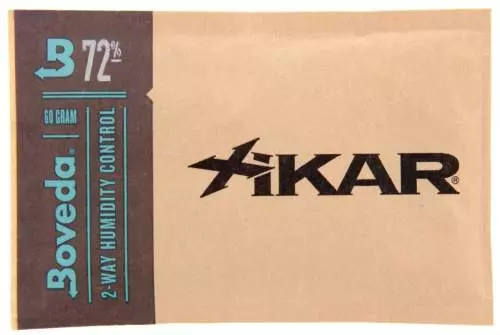 B 72%
60 GRAM
Boveda®
2-WAY HUMIDITY CONTROL
XIKAR®